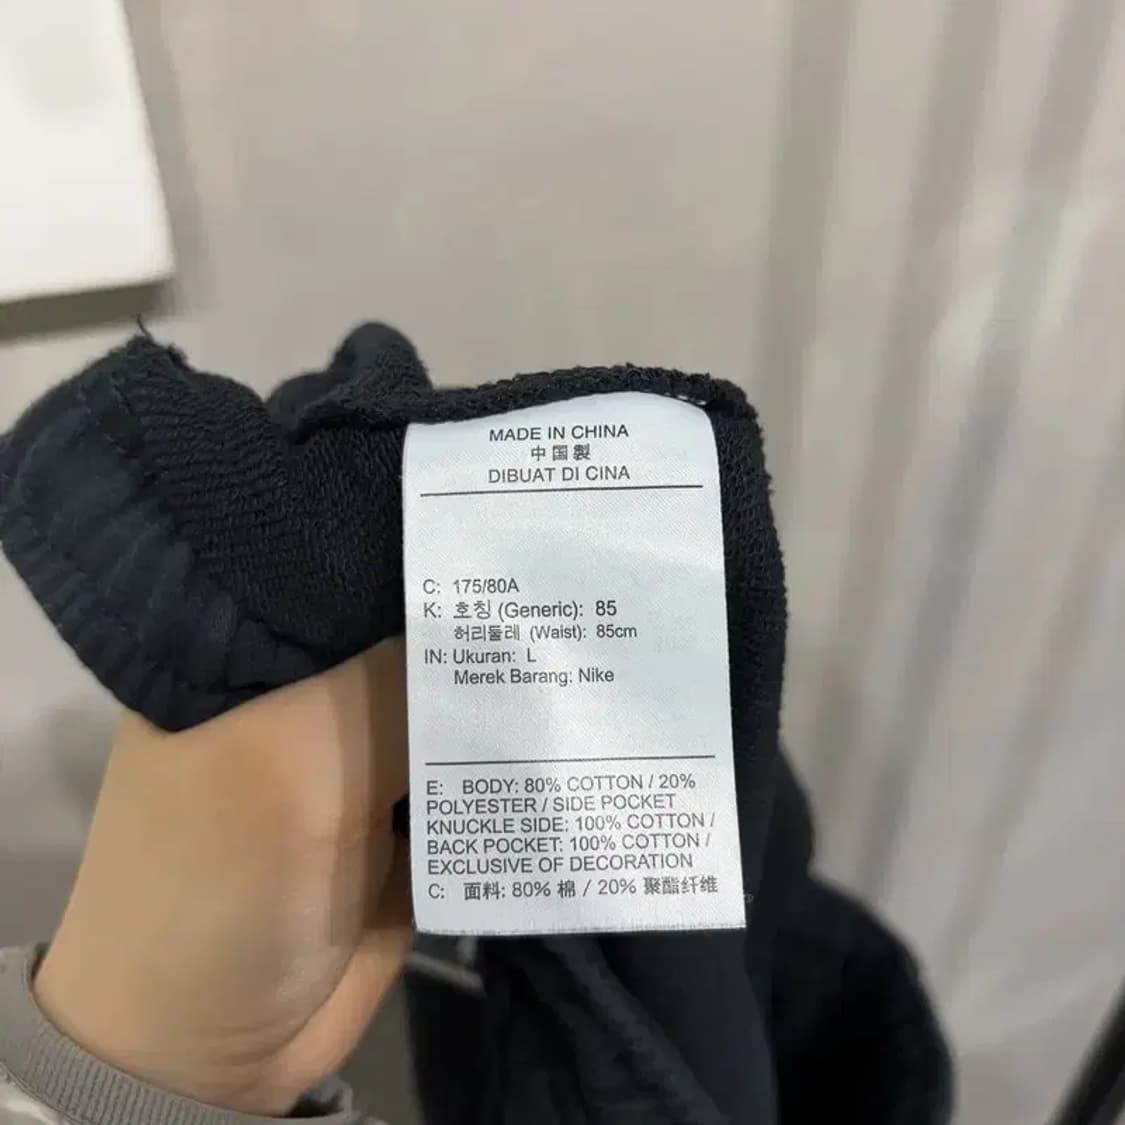 MADE IN CHINA
中国製
DIBUAT DI CINA
C: 175/80A
K: 호칭 (Generic): 85
허리둘레 (Waist): 85cm
IN: Ukuran: L
Merek Barang: Nike
E: BODY: 80% COTTON / 20%
POLYESTER / SIDE POCKET
KNUCKLE SIDE: 100% COTTON /
BACK POCKET: 100% COTTON /
EXCLUSIVE OF DECORATION
C: 面料: 80% 棉 / 20% 聚酯纤维